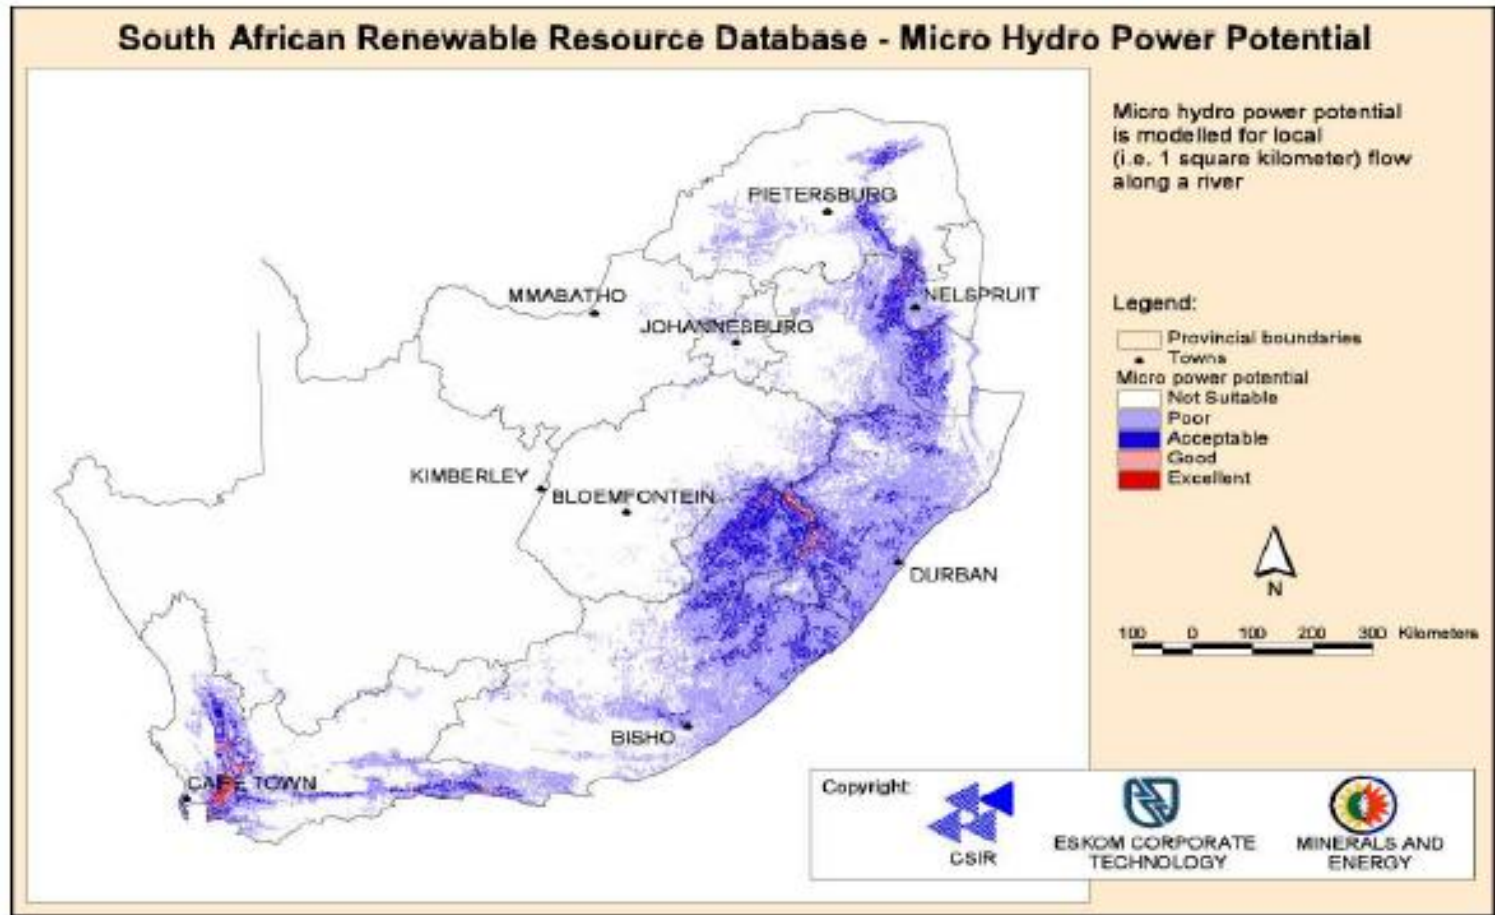 South African Renewable Resource Database - Micro Hydro Power Potential
Micro hydro power potential
is modelled for local
(i.e. 1 square kilometer) flow
along a river
PIETERSBURG
MMABATHO
NELSPRUIT
JOHANNESBURG
KIMBERLEY
BLOEMFONTEIN
DURBAN
BISHO
CAPE TOWN
Legend:
Provincial boundaries
Towns
Micro power potential
Not Suitable
Poor
Acceptable
Good
Excellent
N
100 0 100 200 300 Kilometers
Copyright:
CSIR
ESKOM CORPORATE
TECHNOLOGY
MINERALS AND
ENERGY